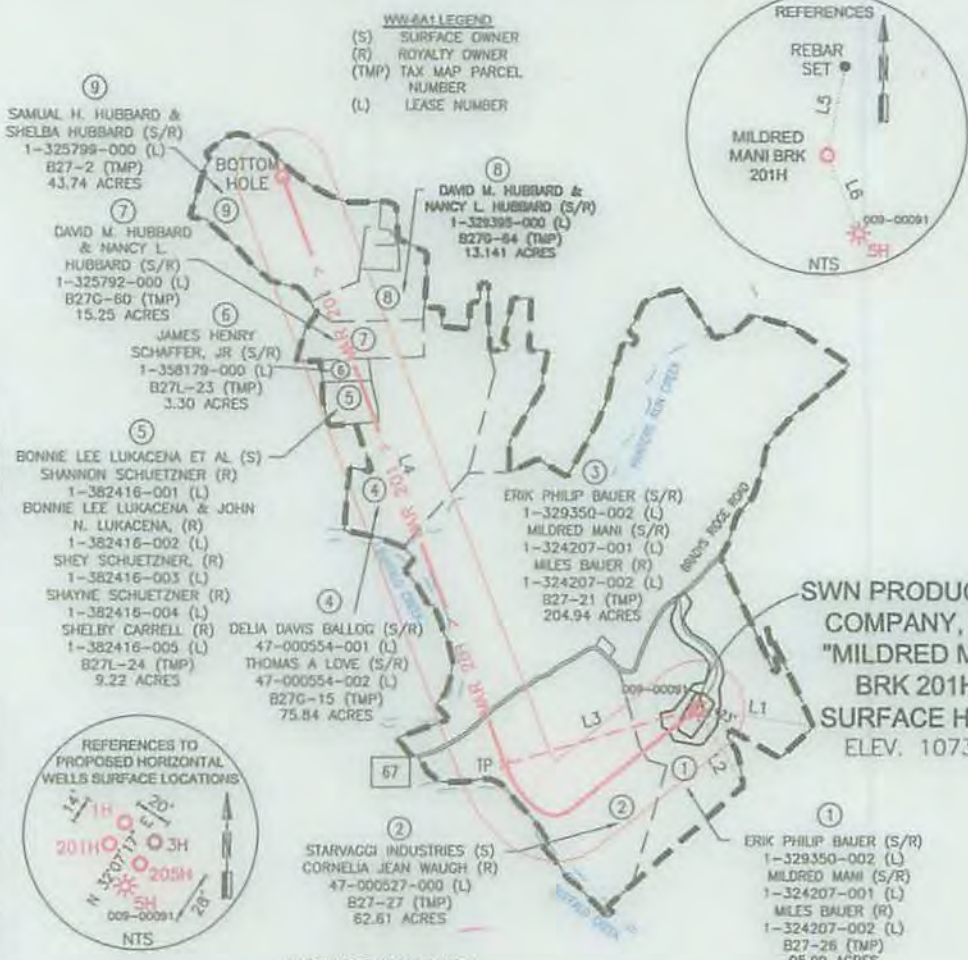 WW-6A1 LEGEND
(S) SURFACE OWNER
(R) ROYALTY OWNER
(TMP) TAX MAP PARCEL
NUMBER
(L) LEASE NUMBER
REFERENCES
REBAR
SET
L5
MILDRED
MANI BRK
201H
L6
009-00091
5H
NTS
9
SAMUAL H. HUBBARD &
SHELBA HUBBARD (S/R)
1-325799-000 (L)
B27-2 (TMP)
43.74 ACRES
BOTTOM
HOLE
9
8
DAVID M. HUBBARD &
NANCY L. HUBBARD (S/R)
1-329395-000 (L)
B27G-64 (TMP)
13.141 ACRES
7
DAVID M. HUBBARD
& NANCY L.
HUBBARD (S/R)
1-325792-000 (L)
B27G-60 (TMP)
15.25 ACRES
8
7
6
JAMES HENRY
SCHAFFER, JR (S/R)
1-358179-000 (L)
B27L-23 (TMP)
3.30 ACRES
6
5
5
BONNIE LEE LUKACENA ET AL (S)
SHANNON SCHUETZNER (R)
1-382416-001 (L)
BONNIE LEE LUKACENA & JOHN
N. LUKACENA, (R)
1-382416-002 (L)
SHEY SCHUETZNER, (R)
1-382416-003 (L)
SHAYNE SCHUETZNER (R)
1-382416-004 (L)
SHELBY CARRELL (R)
1-382416-005 (L)
B27L-24 (TMP)
9.22 ACRES
L4
4
4
DELIA DAVIS BALLOG (S/R)
47-000554-001 (L)
THOMAS A LOVE (S/R)
47-000554-002 (L)
B27G-15 (TMP)
75.84 ACRES
3
ERIK PHILIP BAUER (S/R)
1-329350-002 (L)
MILDRED MANI (S/R)
1-324207-001 (L)
MILES BAUER (R)
1-324207-002 (L)
B27-21 (TMP)
204.94 ACRES
BRADYS RIDGE ROAD
SWN PRODUC
COMPANY,
"MILDRED M
BRK 201H
SURFACE H
ELEV. 1073
009-00091
L1
L2
L3
TP
67
1
2
BUFFALO CREEK
REFERENCES TO
PROPOSED HORIZONTAL
WELLS SURFACE LOCATIONS
14'
20'
1H
201H
3H
205H
5H
N 32°07'17" E
28'
009-00091
NTS
2
STARVAGGI INDUSTRIES (S)
CORNELIA JEAN WAUGH (R)
47-000527-000 (L)
B27-27 (TMP)
62.61 ACRES
1
ERIK PHILIP BAUER (S/R)
1-329350-002 (L)
MILDRED MANI (S/R)
1-324207-001 (L)
MILES BAUER (R)
1-324207-002 (L)
B27-26 (TMP)